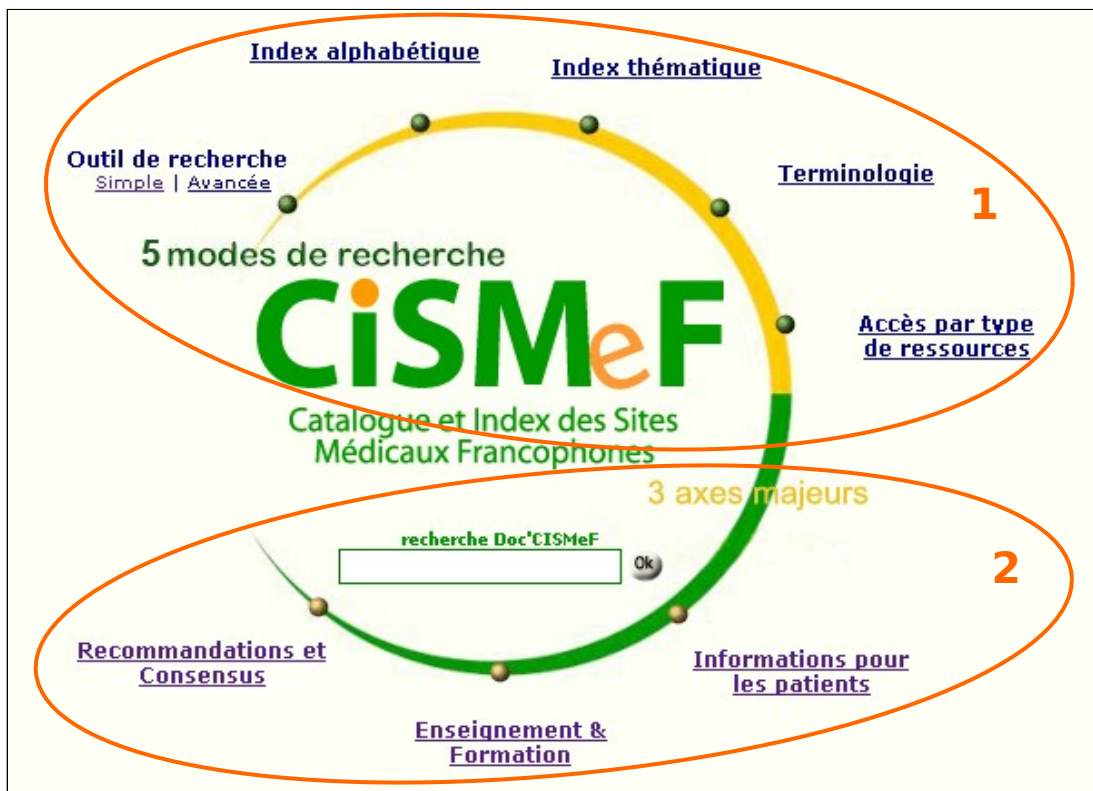 Index alphabétique
Index thématique
Outil de recherche
Simple | Avancée
Terminologie
1
5 modes de recherche
CiSMeF
Accès par type
de ressources
Catalogue et Index des Sites
Médicaux Francophones
3 axes majeurs
recherche Doc'CISMeF
Ok
2
Recommandations et
Consensus
Informations pour
les patients
Enseignement &
Formation